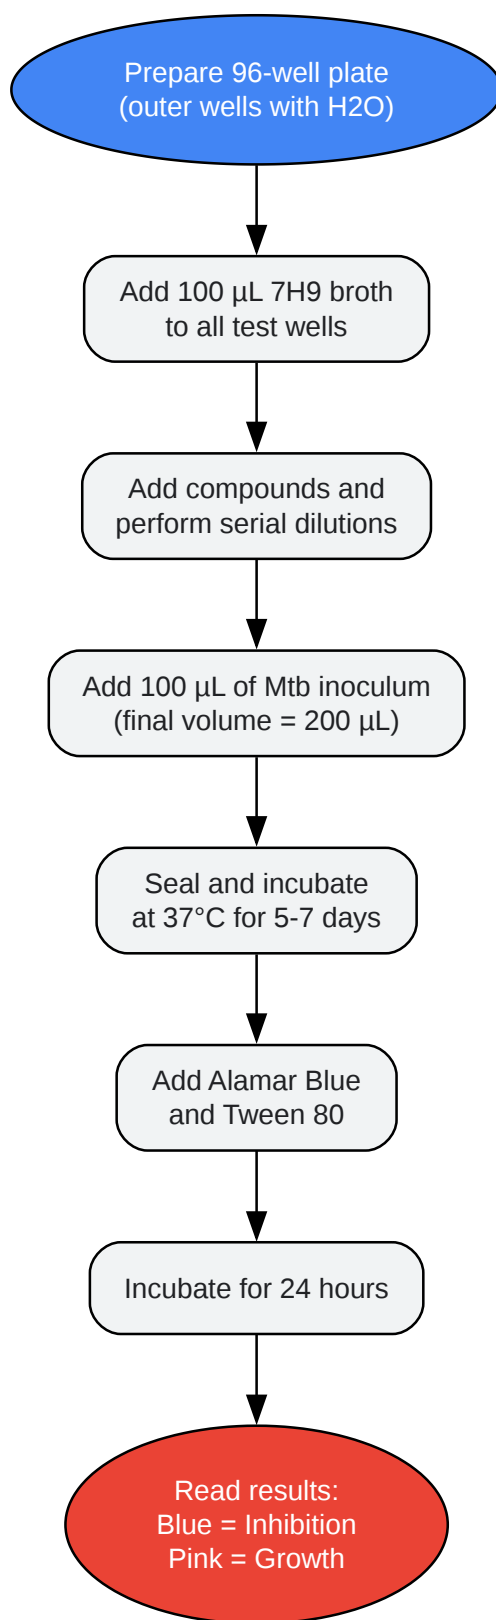 Prepare 96-well plate
(outer wells with H2O)
Add 100 µL 7H9 broth
to all test wells
Add compounds and
perform serial dilutions
Add 100 µL of Mtb inoculum
(final volume = 200 µL)
Seal and incubate
at 37°C for 5-7 days
Add Alamar Blue
and Tween 80
Incubate for 24 hours
Read results:
Blue = Inhibition
Pink = Growth